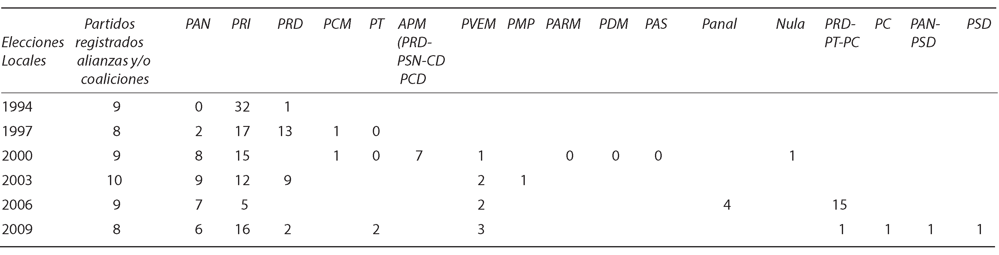 Partidos PAN PRI PRD PCM PT APM PVEM PMP PARM PDM PAS Panal Nula PRD- PC PAN- PSD
Elecciones registrados (PRD- PT-PC PSD
Locales alianzas y/o PSN-CD
coaliciones PCD
1994 9 0 32 1
1997 8 2 17 13 1 0
2000 9 8 15 1 0 7 1 0 0 0 1
2003 10 9 12 9 2 1
2006 9 7 5 2 4 15
2009 8 6 16 2 2 3 1 1 1 1